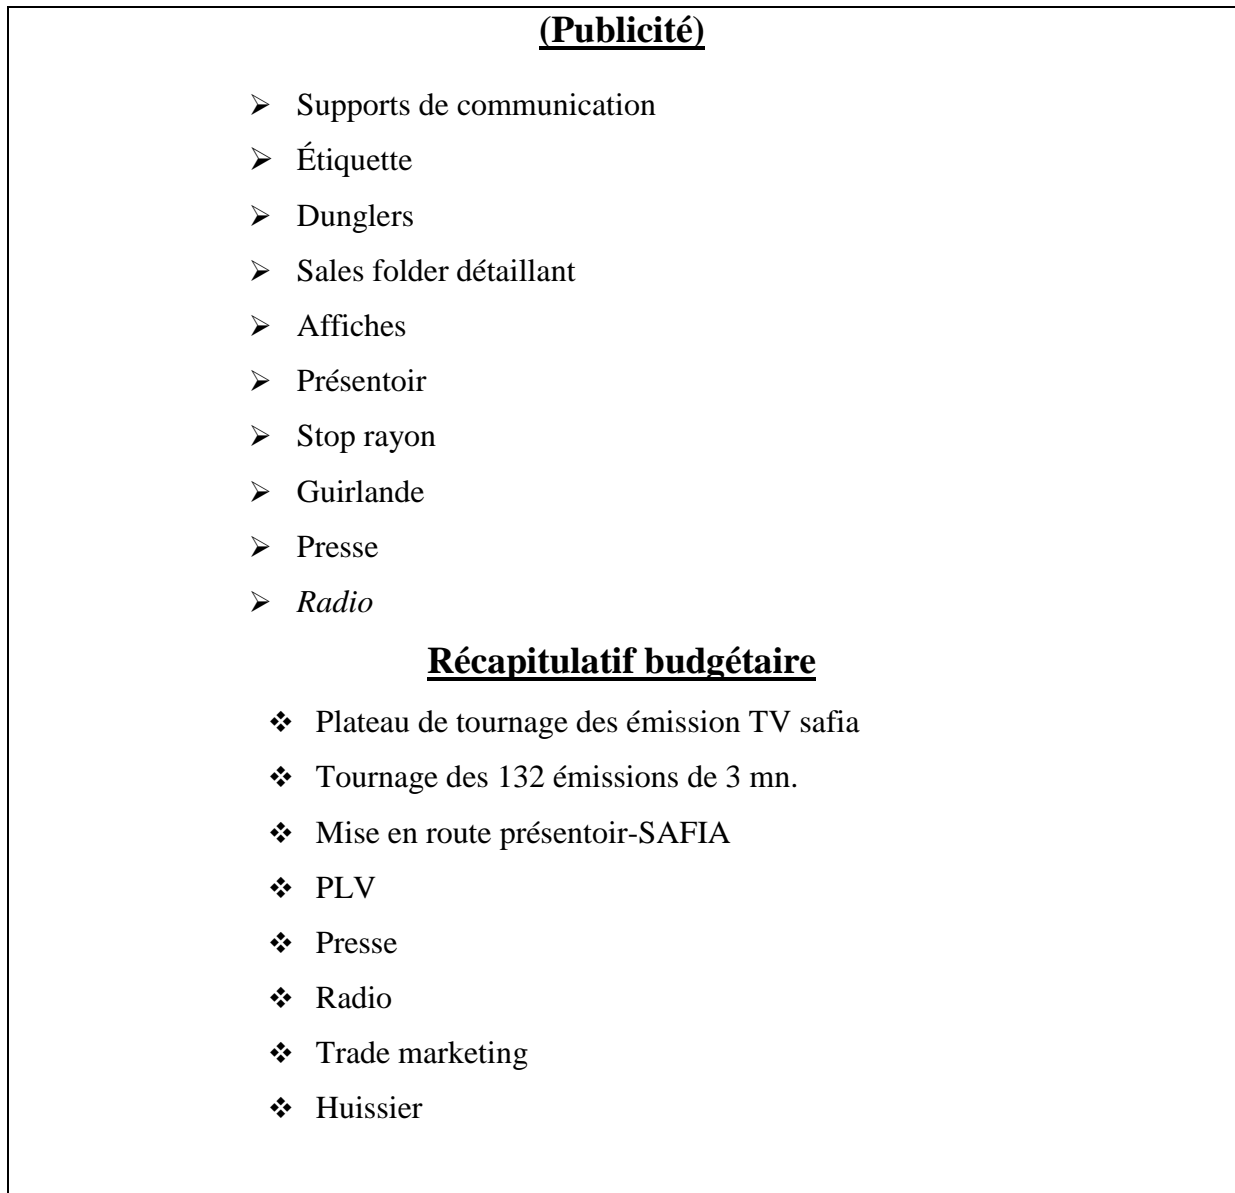 (Publicité)
➢ Supports de communication
➢ Étiquette
➢ Dunglers
➢ Sales folder détaillant
➢ Affiches
➢ Présentoir
➢ Stop rayon
➢ Guirlande
➢ Presse
➢ Radio
Récapitulatif budgétaire
❖ Plateau de tournage des émission TV safia
❖ Tournage des 132 émissions de 3 mn.
❖ Mise en route présentoir-SAFIA
❖ PLV
❖ Presse
❖ Radio
❖ Trade marketing
❖ Huissier